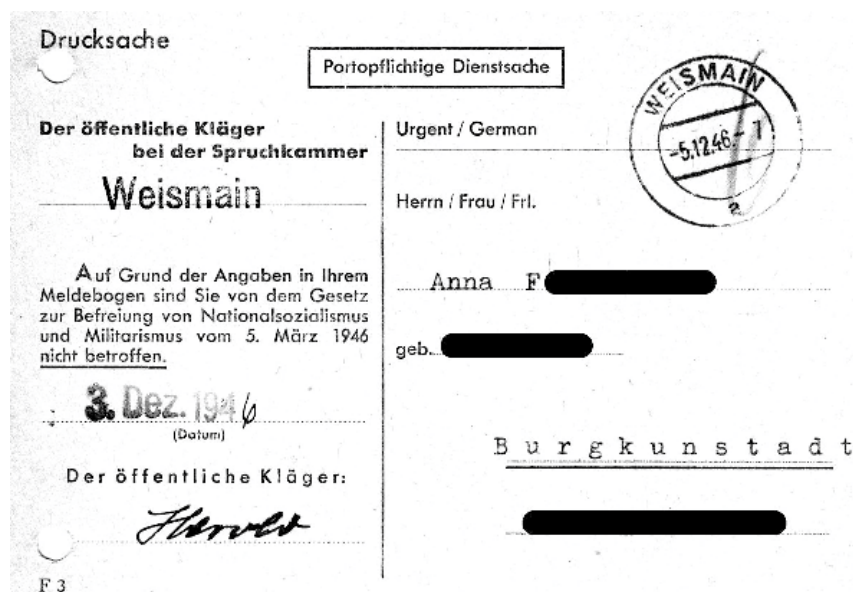 Drucksache
Portopflichtige Dienstsache
WEISMAIN
-5.12.46.-1
a
Der öffentliche Kläger
bei der Spruchkammer
Weismain
Auf Grund der Angaben in Ihrem
Meldebogen sind Sie von dem Gesetz
zur Befreiung von Nationalsozialismus
und Militarismus vom 5. März 1946
nicht betroffen.
3. Dez. 1946
(Datum)
Der öffentliche Kläger:
Herold
F 3
Urgent / German
Herrn / Frau / Frl.
Anna F
geb.
Burgkunstadt